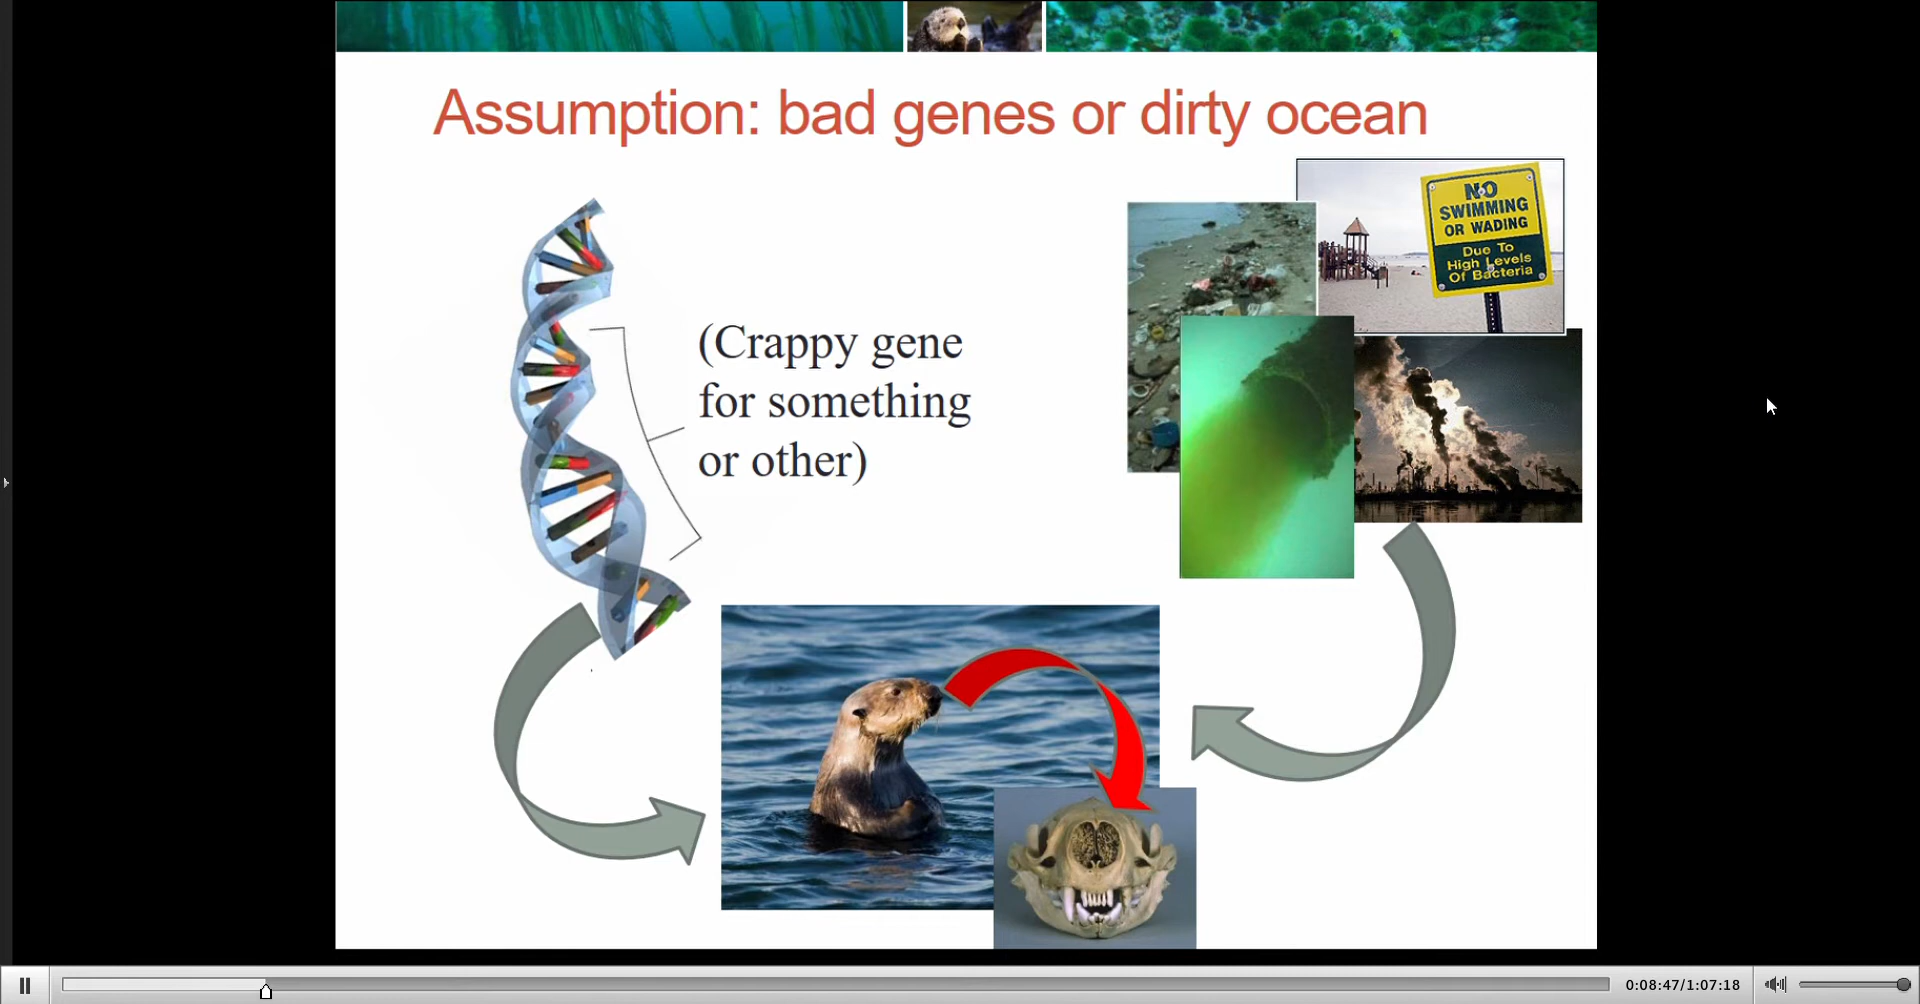 Assumption: bad genes or dirty ocean
(Crappy gene
for something
or other)
NO
SWIMMING
OR WADING
Due To
High Levels
Of Bacteria
0:08:47/1:07:18